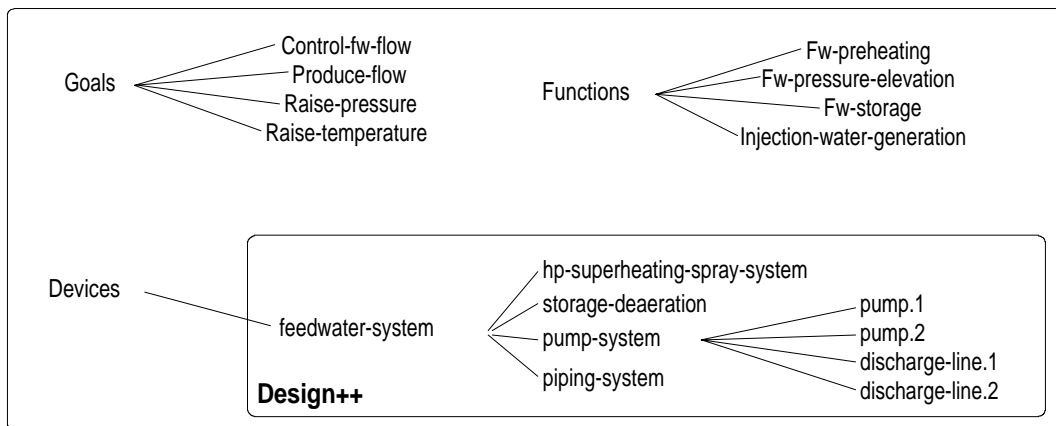 Goals
Control-fw-flow
Produce-flow
Raise-pressure
Raise-temperature
Functions
Fw-preheating
Fw-pressure-elevation
Fw-storage
Injection-water-generation
Devices
feedwater-system
hp-superheating-spray-system
storage-deaeration
pump-system
piping-system
pump.1
pump.2
discharge-line.1
discharge-line.2
Design++